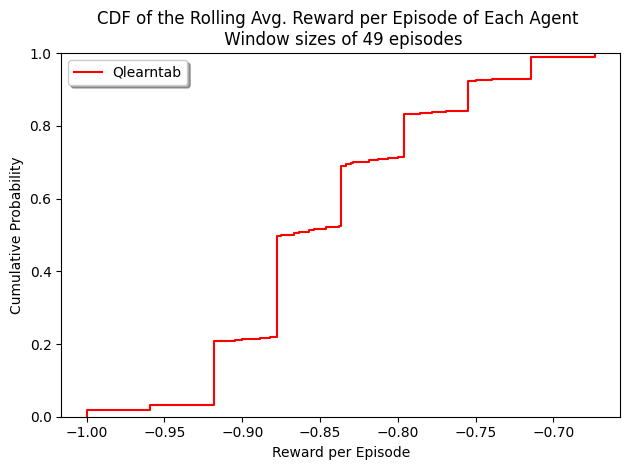 CDF of the Rolling Avg. Reward per Episode of Each Agent
Window sizes of 49 episodes
Qlearntab
Cumulative Probability
1.0
0.8
0.6
0.4
0.2
0.0
−1.00 −0.95 −0.90 −0.85 −0.80 −0.75 −0.70
Reward per Episode